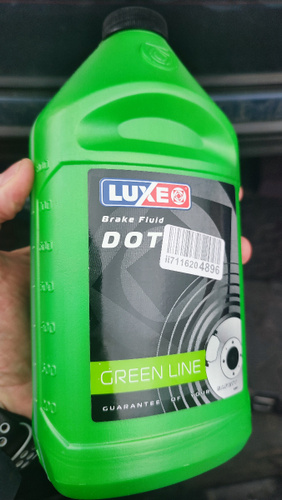 LUXE
Brake Fluid
DOT
II7116204896
GREEN LINE
GUARANTEE OF